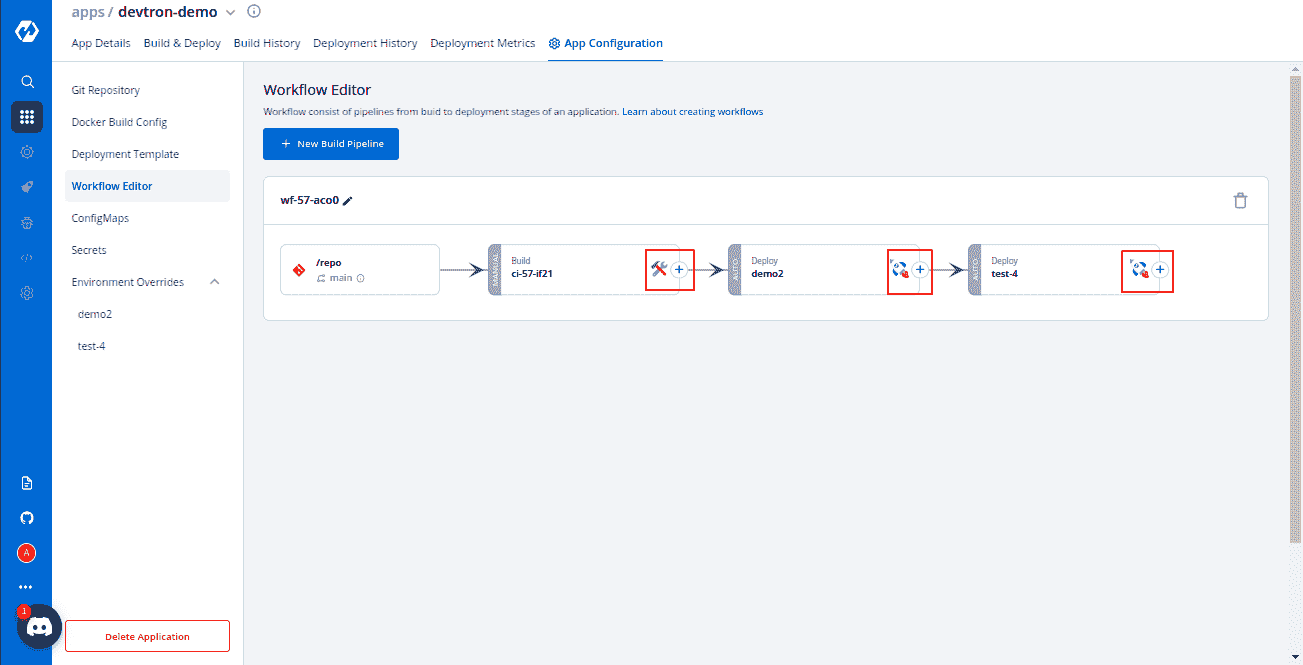 apps / devtron-demo
App Details Build & Deploy Build History Deployment History Deployment Metrics App Configuration
Git Repository
Docker Build Config
Deployment Template
Workflow Editor
ConfigMaps
Secrets
Environment Overrides
demo2
test-4
Delete Application
A
1
Workflow Editor
Workflow consist of pipelines from buid to deployment stages of an application. Learn about creating workflows
+ New Build Pipeline
wf-57-aco0
/repo
main
MANUAL
Build
ci-57-if21
AUTO
Deploy
demo2
AUTO
Deploy
test-4